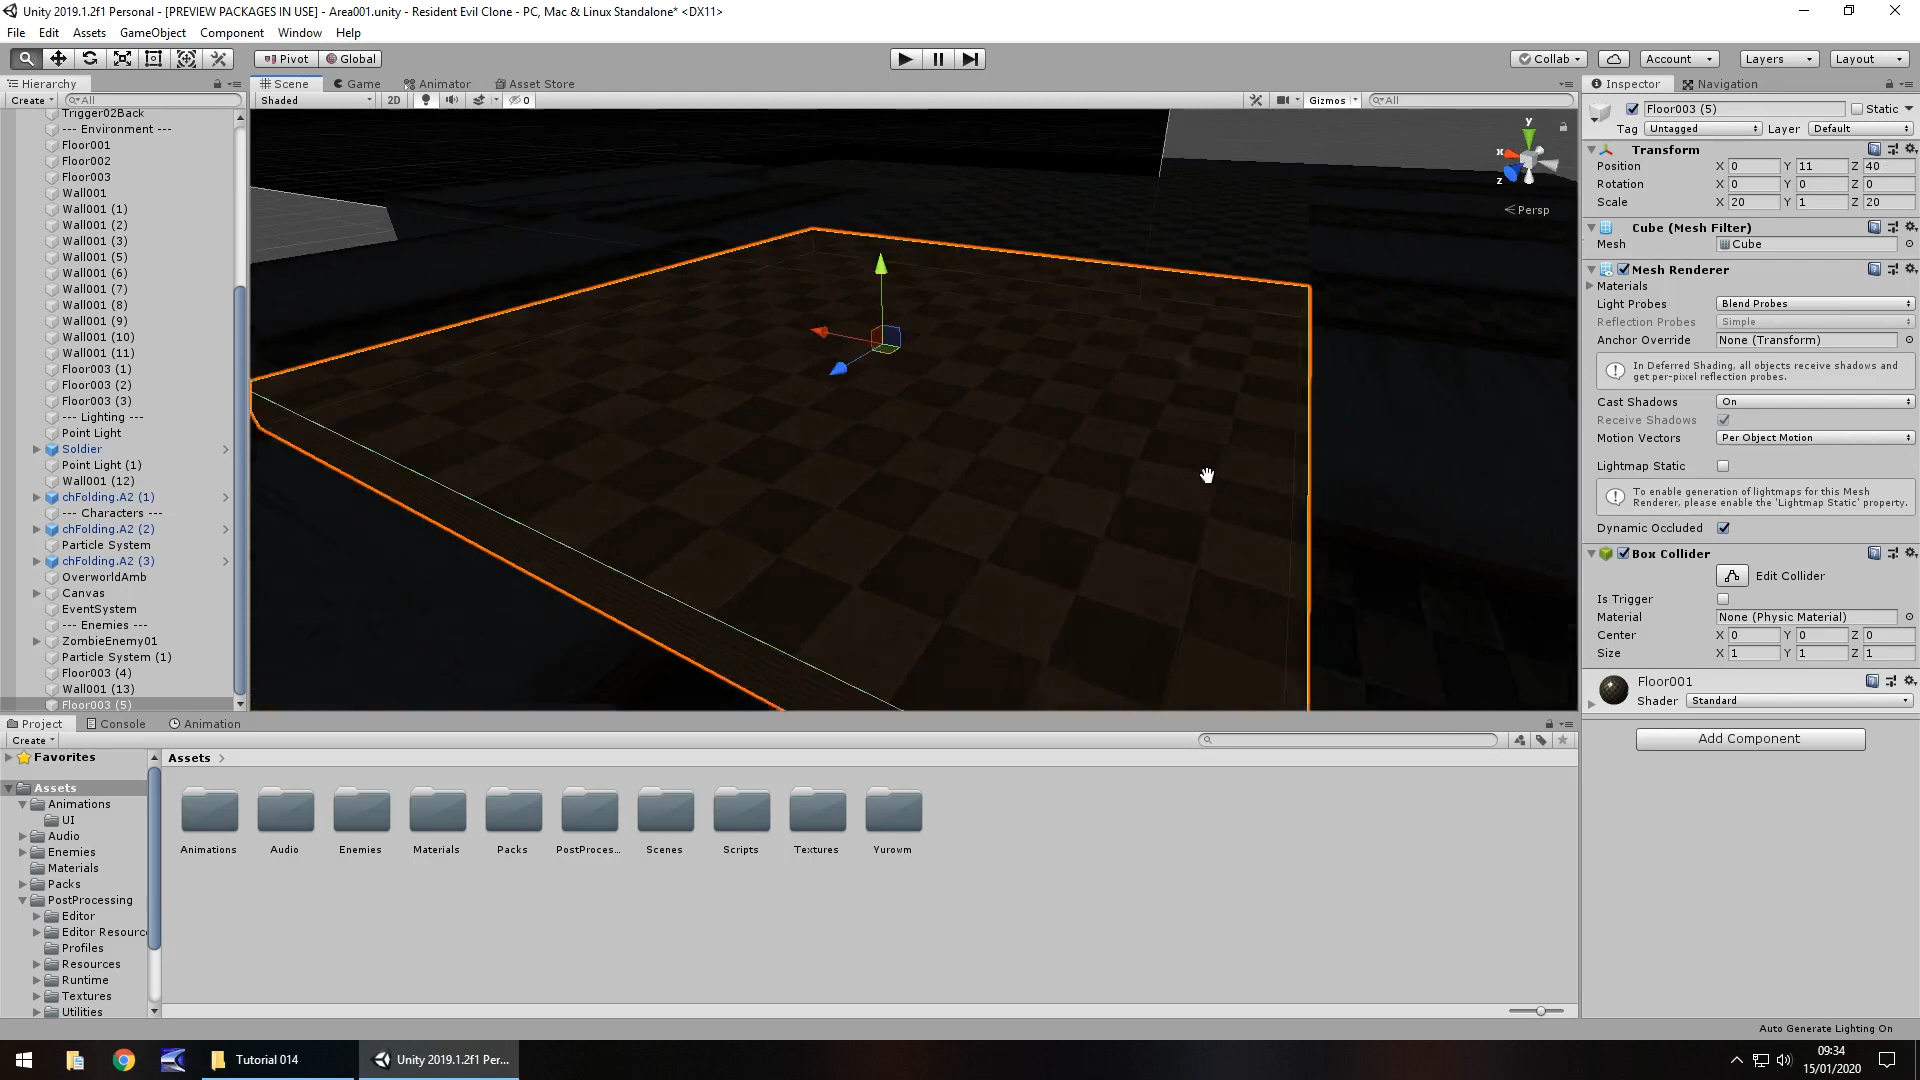 Unity 2019.1.2f1 Personal - [PREVIEW PACKAGES IN USE] - Area001.unity - Resident Evil Clone - PC, Mac & Linux Standalone* <DX11>
File Edit Assets GameObject Component Window Help
Pivot Global Collab Account Layers Layout
Hierarchy Scene Game Animator Asset Store Inspector Navigation
Create All Shaded 2D 0 Gizmos All
Trigger02Back
--- Environment ---
Floor001
Floor002
Floor003
Wall001
Wall001 (1)
Wall001 (2)
Wall001 (3)
Wall001 (5)
Wall001 (6)
Wall001 (7)
Wall001 (8)
Wall001 (9)
Wall001 (10)
Wall001 (11)
Floor003 (1)
Floor003 (2)
Floor003 (3)
--- Lighting ---
Point Light
Soldier
Point Light (1)
Wall001 (12)
chFolding.A2 (1)
--- Characters ---
chFolding.A2 (2)
Particle System
chFolding.A2 (3)
OverworldAmb
Canvas
EventSystem
--- Enemies ---
ZombieEnemy01
Particle System (1)
Floor003 (4)
Wall001 (13)
Floor003 (5)
y
x
z
Persp
Floor003 (5) Static
Tag Untagged Layer Default
Transform
Position X 0 Y 11 Z 40
Rotation X 0 Y 0 Z 0
Scale X 20 Y 1 Z 20
Cube (Mesh Filter)
Mesh Cube
Mesh Renderer
Materials
Light Probes Blend Probes
Reflection Probes Simple
Anchor Override None (Transform)
In Deferred Shading, all objects receive shadows and
get per-pixel reflection probes.
Cast Shadows On
Receive Shadows
Motion Vectors Per Object Motion
Lightmap Static
To enable generation of lightmaps for this Mesh
Renderer, please enable the 'Lightmap Static' property.
Dynamic Occluded
Box Collider
Edit Collider
Is Trigger
Material None (Physic Material)
Center X 0 Y 0 Z 0
Size X 1 Y 1 Z 1
Floor001
Shader Standard
Add Component
Project Console Animation
Create
Favorites
Assets
Animations
UI
Audio
Enemies
Materials
Packs
PostProcessing
Editor
Editor Resourc
Profiles
Resources
Runtime
Textures
Utilities
Assets
Animations Audio Enemies Materials Packs PostProces... Scenes Scripts Textures Yurowm
Auto Generate Lighting On
Tutorial 014
Unity 2019.1.2f1 Per...
09:34
15/01/2020